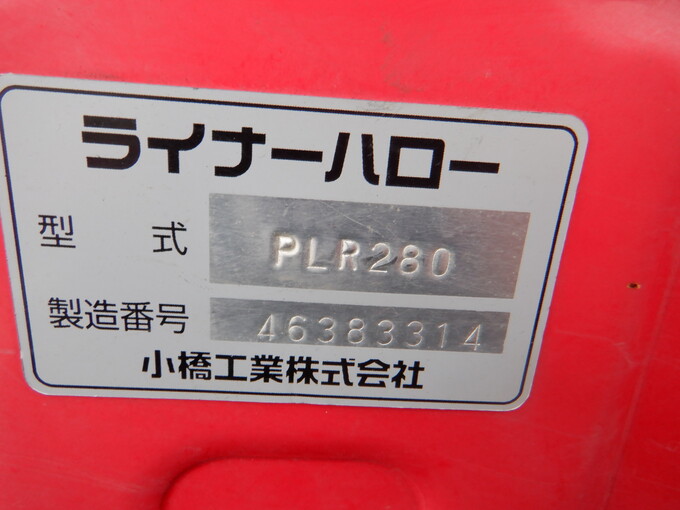 ライナーハロー
型式 PLR280
製造番号 46383314
小橋工業株式会社